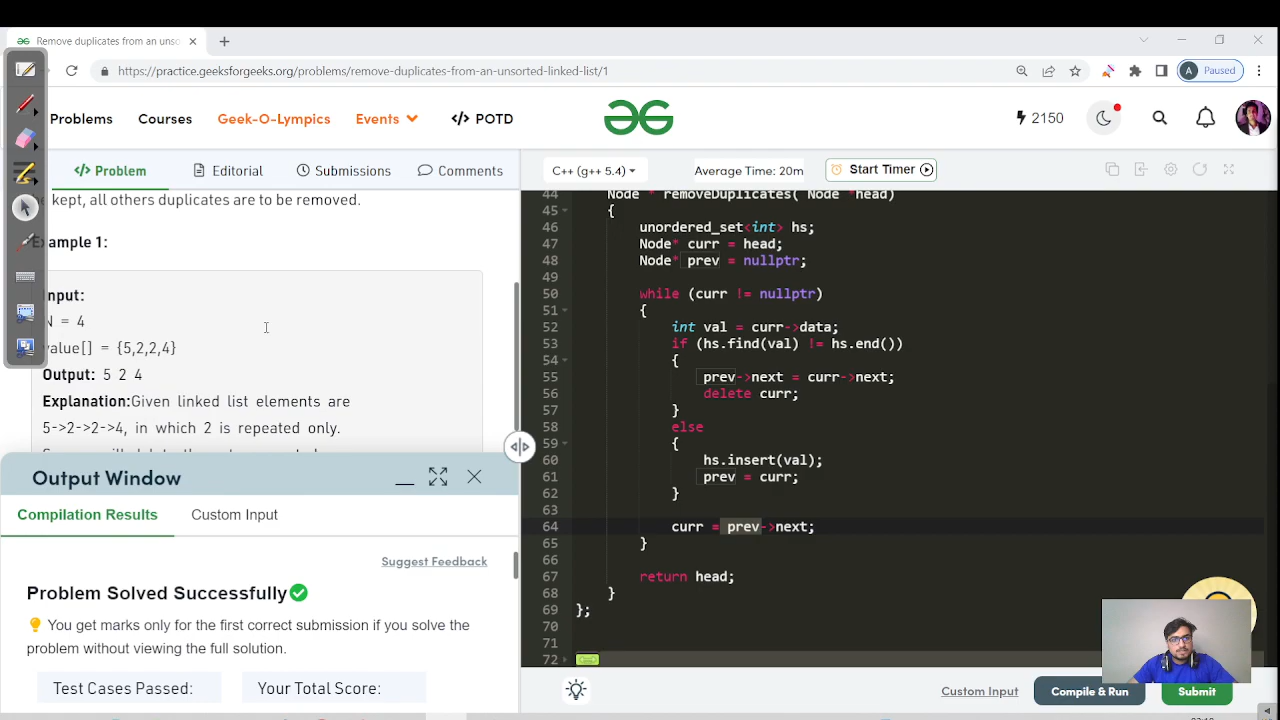 Remove duplicates from an unso
https://practice.geeksforgeeks.org/problems/remove-duplicates-from-an-unsorted-linked-list/1
A Paused
Problems Courses Geek-O-Lympics Events </> POTD
2150
</> Problem Editorial Submissions Comments
C++ (g++ 5.4) Average Time: 20m Start Timer
kept, all others duplicates are to be removed.
Example 1:
Input:
N = 4
value[] = {5,2,2,4}
Output: 5 2 4
Explanation:Given linked list elements are
5->2->2->4, in which 2 is repeated only.
Output Window
Compilation Results Custom Input
Suggest Feedback
Problem Solved Successfully
You get marks only for the first correct submission if you solve the
problem without viewing the full solution.
Test Cases Passed: Your Total Score:
44 Node * removeDuplicates( Node *head)
45 {
46 unordered_set<int> hs;
47 Node* curr = head;
48 Node* prev = nullptr;
49
50 while (curr != nullptr)
51 {
52 int val = curr->data;
53 if (hs.find(val) != hs.end())
54 {
55 prev->next = curr->next;
56 delete curr;
57 }
58 else
59 {
60 hs.insert(val);
61 prev = curr;
62 }
63
64 curr = prev->next;
65 }
66
67 return head;
68 }
69 };
70
71
72
Custom Input Compile & Run Submit